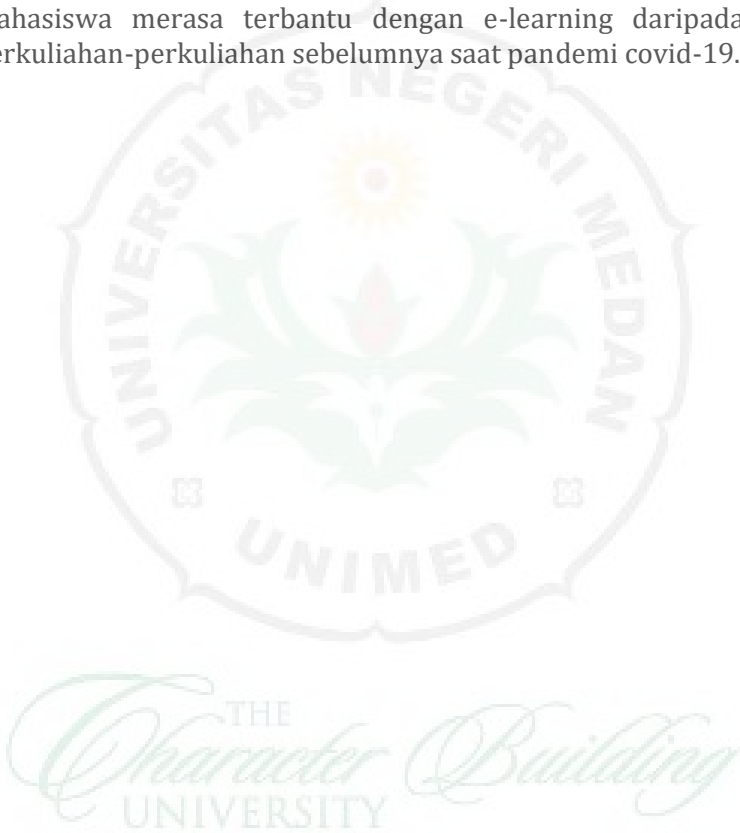 ahasiswa merasa terbantu dengan e-learning daripada
erkuliahan-perkuliahan sebelumnya saat pandemi covid-19.
UNIVERSITAS NEGERI MEDAN
UNIMED
THE
Character Building
UNIVERSITY